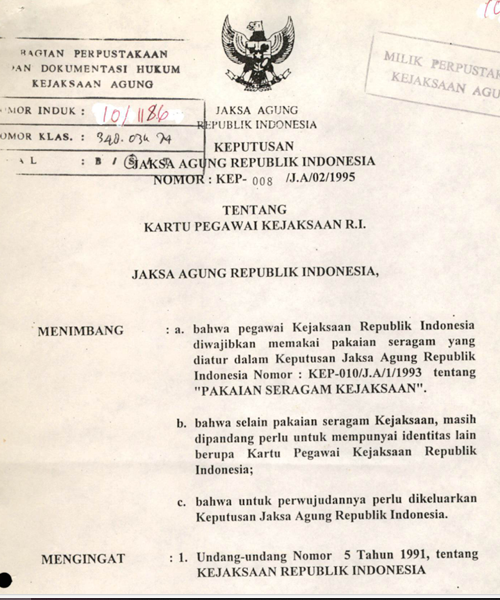 BAGIAN PERPUSTAKAAN
DAN DOKUMENTASI HUKUM
KEJAKSAAN AGUNG
NOMOR INDUK : 10/1186
NOMOR KLAS. : 340.034 74
A L : B /
MILIK PERPUSTAK
KEJAKSAAN AGU
JAKSA AGUNG
REPUBLIK INDONESIA
KEPUTUSAN
JAKSA AGUNG REPUBLIK INDONESIA
NOMOR : KEP- 008 /J.A/02/1995
TENTANG
KARTU PEGAWAI KEJAKSAAN R.I.
JAKSA AGUNG REPUBLIK INDONESIA,
MENIMBANG : a. bahwa pegawai Kejaksaan Republik Indonesia
diwajibkan memakai pakaian seragam yang
diatur dalam Keputusan Jaksa Agung Republik
Indonesia Nomor : KEP-010/J.A/1/1993 tentang
"PAKAIAN SERAGAM KEJAKSAAN".
b. bahwa selain pakaian seragam Kejaksaan, masih
dipandang perlu untuk mempunyai identitas lain
berupa Kartu Pegawai Kejaksaan Republik
Indonesia;
c. bahwa untuk perwujudannya perlu dikeluarkan
Keputusan Jaksa Agung Republik Indonesia.
MENGINGAT : 1. Undang-undang Nomor 5 Tahun 1991, tentang
KEJAKSAAN REPUBLIK INDONESIA